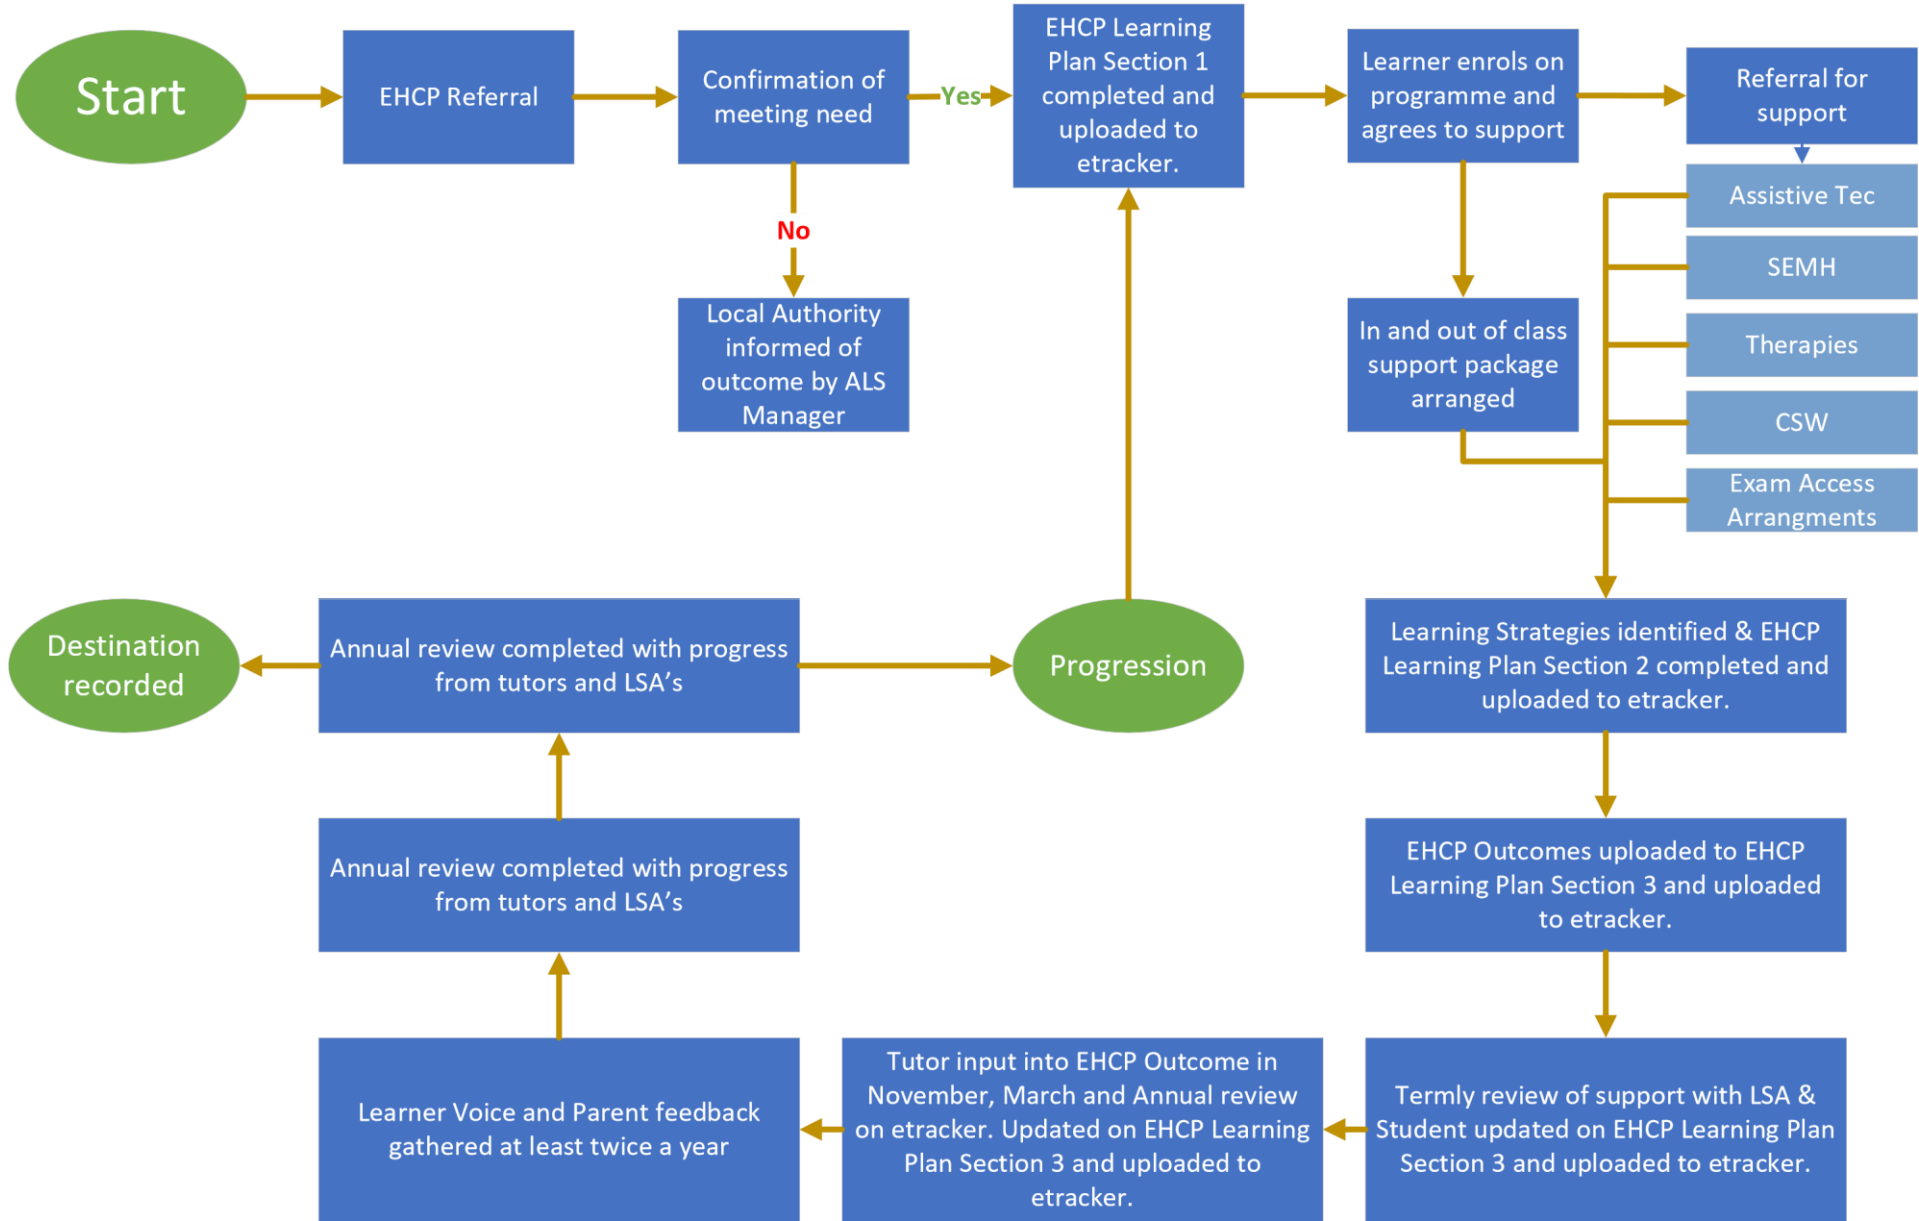 Start
EHCP Referral
Confirmation of
meeting need
Yes
No
Local Authority
informed of
outcome by ALS
Manager
EHCP Learning
Plan Section 1
completed and
uploaded to
etracker.
Learner enrols on
programme and
agrees to support
Referral for
support
Assistive Tec
SEMH
Therapies
CSW
Exam Access
Arrangments
In and out of class
support package
arranged
Learning Strategies identified & EHCP
Learning Plan Section 2 completed and
uploaded to etracker.
EHCP Outcomes uploaded to EHCP
Learning Plan Section 3 and uploaded
to etracker.
Termly review of support with LSA &
Student updated on EHCP Learning Plan
Section 3 and uploaded to etracker.
Tutor input into EHCP Outcome in
November, March and Annual review
on etracker. Updated on EHCP Learning
Plan Section 3 and uploaded to
etracker.
Learner Voice and Parent feedback
gathered at least twice a year
Annual review completed with progress
from tutors and LSA’s
Annual review completed with progress
from tutors and LSA’s
Destination
recorded
Progression